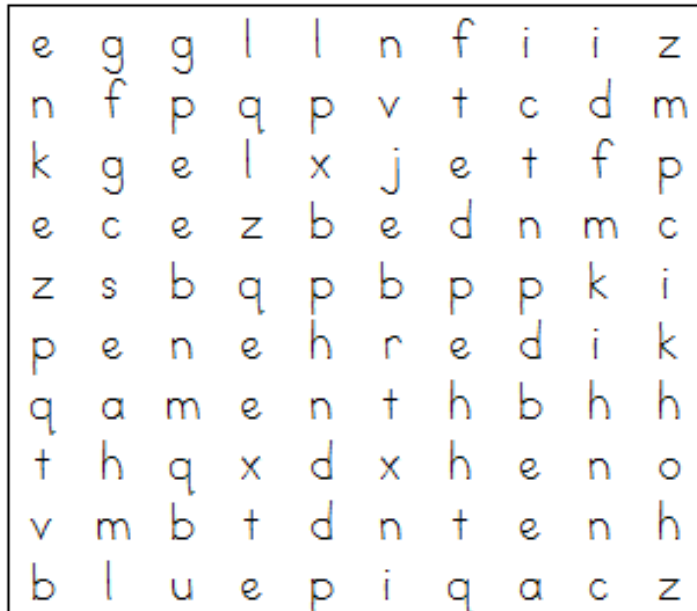 e g g l l n f i i z
n f p q p v t c d m
k g e l x j e t f p
e c e z b e d n m c
z s b q p b p p k i
p e n e h r e d i k
q a m e n t h b h h
t h q x d x h e n o
v m b t d n t e n h
b l u e p i q a c z